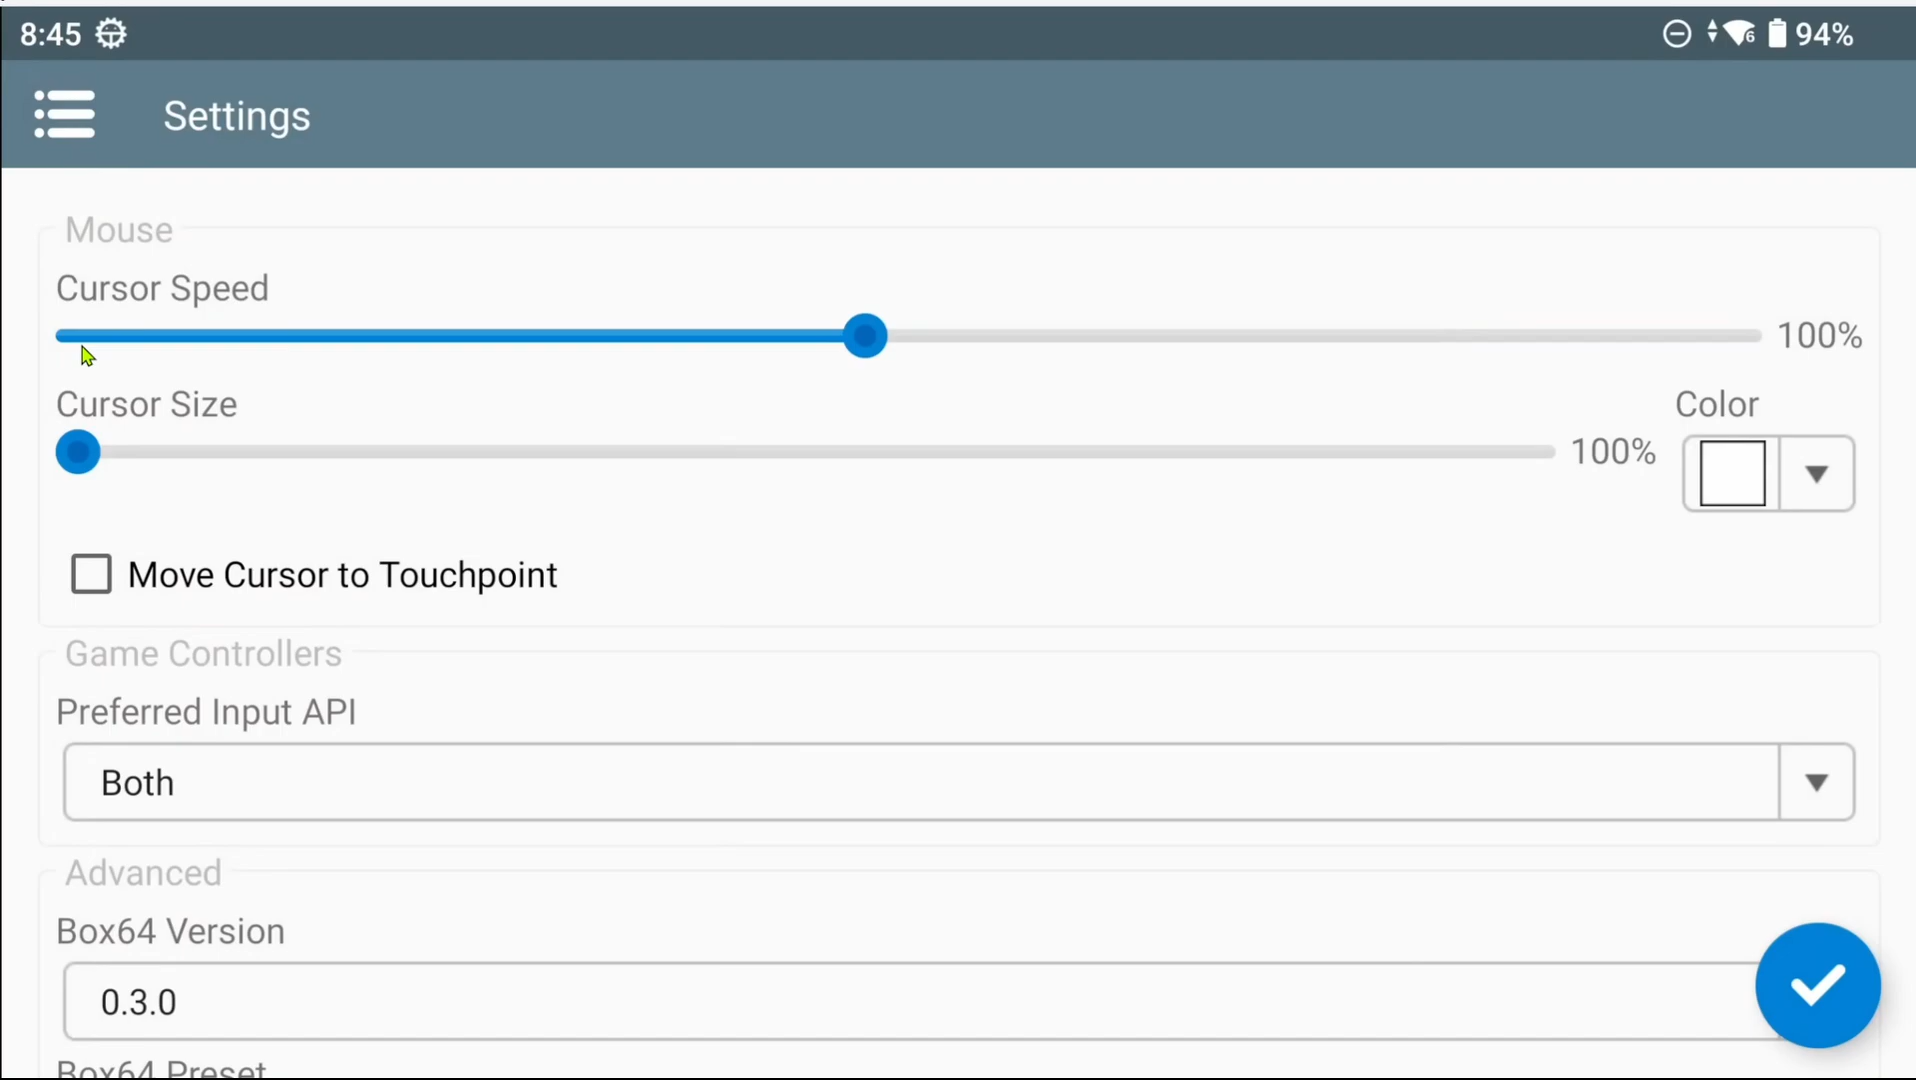 8:45 6 94%
Settings
Mouse
Cursor Speed
100%
Cursor Size
Color
100%
Move Cursor to Touchpoint
Game Controllers
Preferred Input API
Both
Advanced
Box64 Version
0.3.0
Box64 Preset